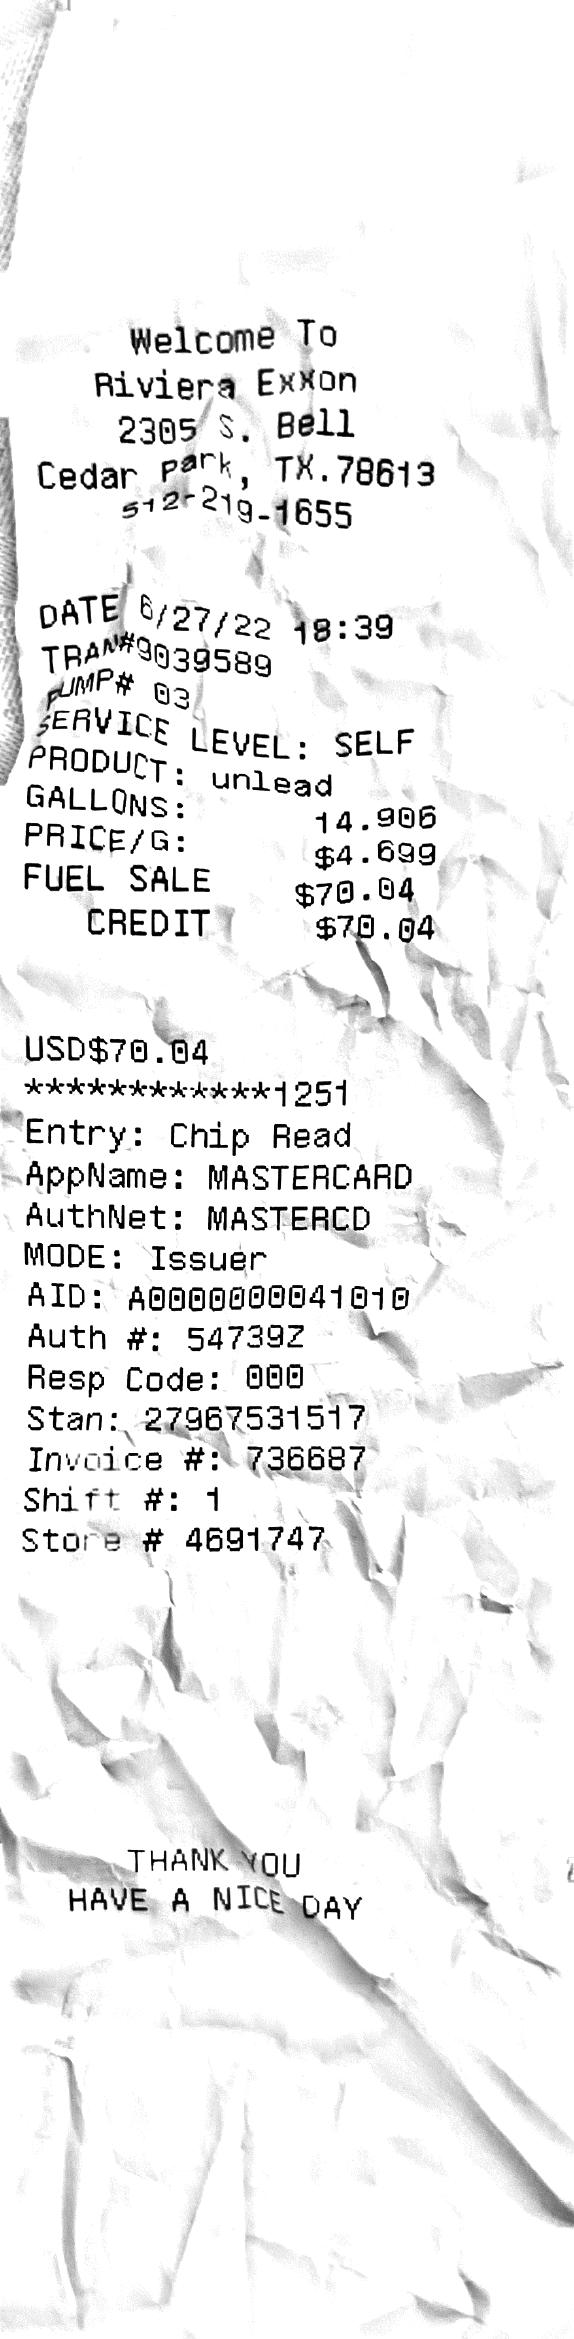 Welcome To
Riviera Exxon
2305 S. Bell
Cedar Park, TX.78613
512-219-1655
DATE 6/27/22 18:39
TRAN#9039589
PUMP# 03
SERVICE LEVEL: SELF
PRODUCT: unlead
GALLONS: 14.906
PRICE/G: $4.699
FUEL SALE $70.04
CREDIT $70.04
USD$70.04
************1251
Entry: Chip Read
AppName: MASTERCARD
AuthNet: MASTERCD
MODE: Issuer
AID: A0000000041010
Auth #: 54739Z
Resp Code: 000
Stan: 27967531517
Invoice #: 736687
Shift #: 1
Store # 4691747
THANK YOU
HAVE A NICE DAY